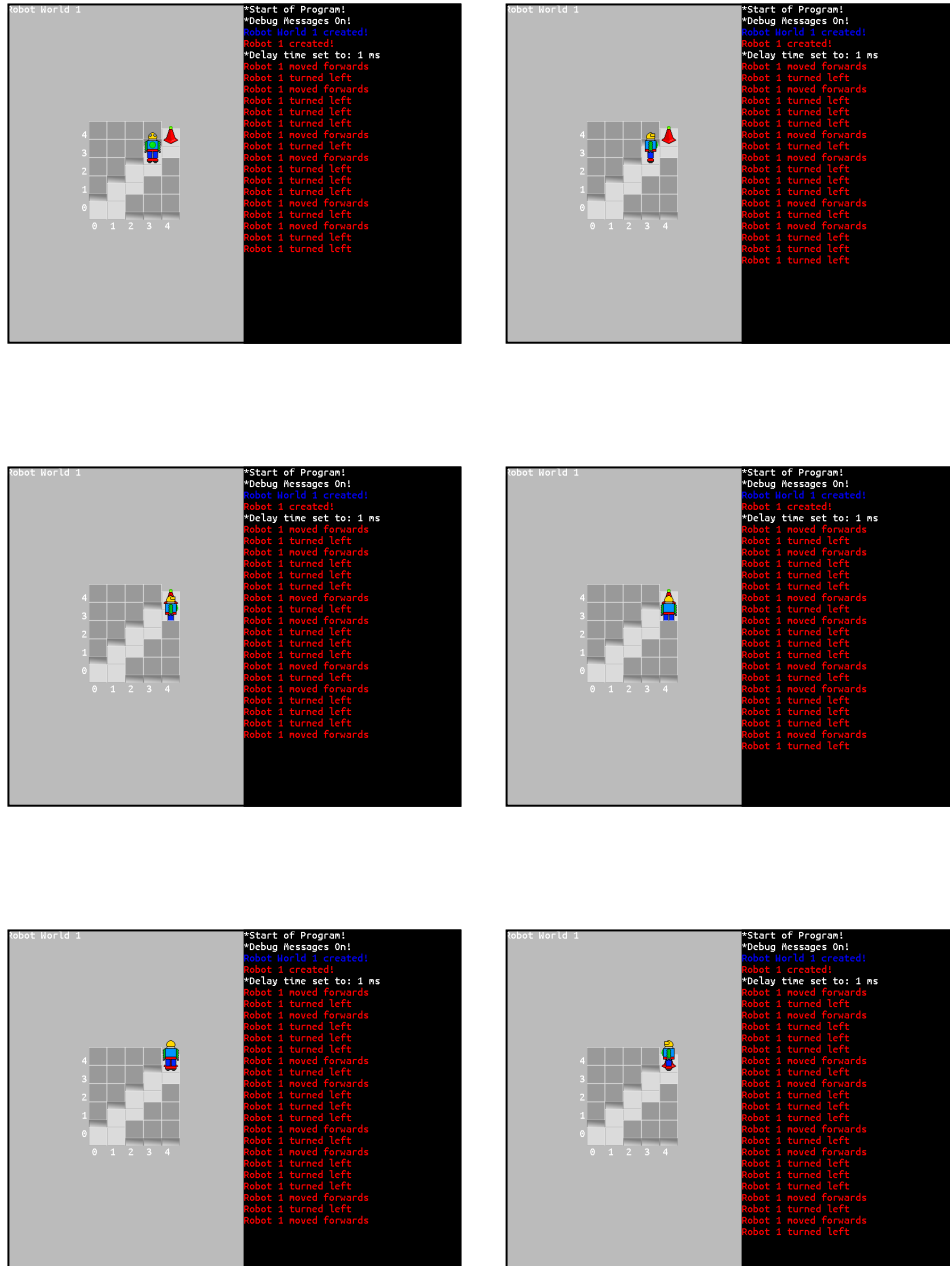 Robot World 1
4
3
2
1
0
0 1 2 3 4
*Start of Program!
*Debug Messages On!
Robot World 1 created!
Robot 1 created!
*Delay time set to: 1 ms
Robot 1 moved forwards
Robot 1 turned left
Robot 1 moved forwards
Robot 1 turned left
Robot 1 turned left
Robot 1 turned left
Robot 1 moved forwards
Robot 1 turned left
Robot 1 moved forwards
Robot 1 turned left
Robot 1 turned left
Robot 1 turned left
Robot 1 moved forwards
Robot 1 turned left
Robot 1 moved forwards
Robot 1 turned left
Robot 1 turned left
Robot World 1
4
3
2
1
0
0 1 2 3 4
*Start of Program!
*Debug Messages On!
Robot World 1 created!
Robot 1 created!
*Delay time set to: 1 ms
Robot 1 moved forwards
Robot 1 turned left
Robot 1 moved forwards
Robot 1 turned left
Robot 1 turned left
Robot 1 turned left
Robot 1 moved forwards
Robot 1 turned left
Robot 1 moved forwards
Robot 1 turned left
Robot 1 turned left
Robot 1 turned left
Robot 1 moved forwards
Robot 1 turned left
Robot 1 moved forwards
Robot 1 turned left
Robot 1 turned left
Robot 1 turned left
Robot World 1
4
3
2
1
0
0 1 2 3 4
*Start of Program!
*Debug Messages On!
Robot World 1 created!
Robot 1 created!
*Delay time set to: 1 ms
Robot 1 moved forwards
Robot 1 turned left
Robot 1 moved forwards
Robot 1 turned left
Robot 1 turned left
Robot 1 turned left
Robot 1 moved forwards
Robot 1 turned left
Robot 1 moved forwards
Robot 1 turned left
Robot 1 turned left
Robot 1 turned left
Robot 1 moved forwards
Robot 1 turned left
Robot 1 moved forwards
Robot 1 turned left
Robot 1 turned left
Robot 1 turned left
Robot 1 moved forwards
Robot World 1
4
3
2
1
0
0 1 2 3 4
*Start of Program!
*Debug Messages On!
Robot World 1 created!
Robot 1 created!
*Delay time set to: 1 ms
Robot 1 moved forwards
Robot 1 turned left
Robot 1 moved forwards
Robot 1 turned left
Robot 1 turned left
Robot 1 turned left
Robot 1 moved forwards
Robot 1 turned left
Robot 1 moved forwards
Robot 1 turned left
Robot 1 turned left
Robot 1 turned left
Robot 1 moved forwards
Robot 1 turned left
Robot 1 moved forwards
Robot 1 turned left
Robot 1 turned left
Robot 1 turned left
Robot 1 moved forwards
Robot 1 turned left
Robot World 1
4
3
2
1
0
0 1 2 3 4
*Start of Program!
*Debug Messages On!
Robot World 1 created!
Robot 1 created!
*Delay time set to: 1 ms
Robot 1 moved forwards
Robot 1 turned left
Robot 1 moved forwards
Robot 1 turned left
Robot 1 turned left
Robot 1 turned left
Robot 1 moved forwards
Robot 1 turned left
Robot 1 moved forwards
Robot 1 turned left
Robot 1 turned left
Robot 1 turned left
Robot 1 moved forwards
Robot 1 turned left
Robot 1 moved forwards
Robot 1 turned left
Robot 1 turned left
Robot 1 turned left
Robot 1 moved forwards
Robot 1 turned left
Robot 1 moved forwards
Robot World 1
4
3
2
1
0
0 1 2 3 4
*Start of Program!
*Debug Messages On!
Robot World 1 created!
Robot 1 created!
*Delay time set to: 1 ms
Robot 1 moved forwards
Robot 1 turned left
Robot 1 moved forwards
Robot 1 turned left
Robot 1 turned left
Robot 1 turned left
Robot 1 moved forwards
Robot 1 turned left
Robot 1 moved forwards
Robot 1 turned left
Robot 1 turned left
Robot 1 turned left
Robot 1 moved forwards
Robot 1 turned left
Robot 1 moved forwards
Robot 1 turned left
Robot 1 turned left
Robot 1 turned left
Robot 1 moved forwards
Robot 1 turned left
Robot 1 moved forwards
Robot 1 turned left